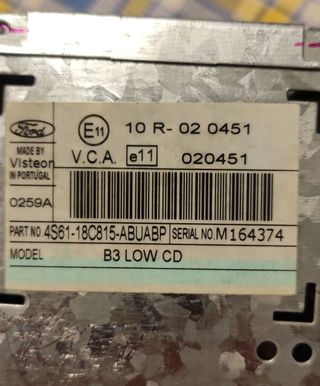 Ford
E11 10 R- 02 0451
MADE BY
Visteon
IN PORTUGAL
V.C.A. e11 020451
0259A
PART NO 4S61-18C815-ABUABP SERIAL NO. M164374
MODEL B3 LOW CD